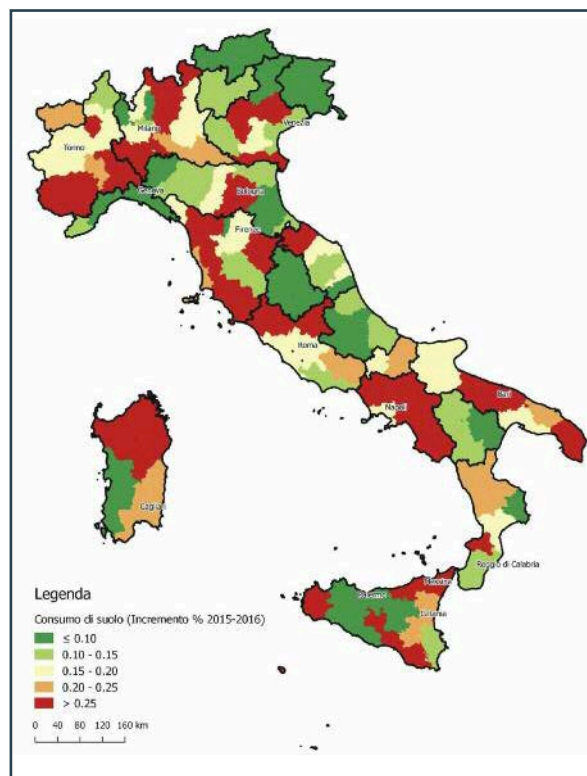 Milano
Venezia
Torino
Genova
Bologna
Firenze
Roma
Bari
Napoli
Cagliari
Reggio di Calabria
Messina
Palermo
Catania
Legenda
Consumo di suolo (Incremento % 2015-2016)
≤ 0.10
0.10 - 0.15
0.15 - 0.20
0.20 - 0.25
> 0.25
0 40 80 120 160 km